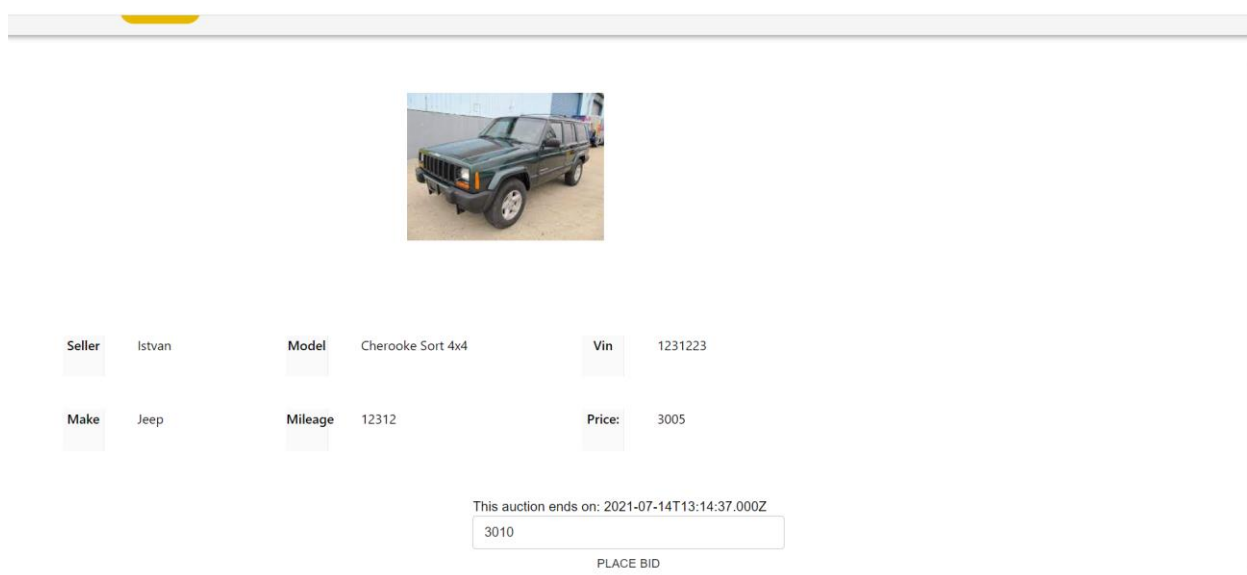 Seller Istvan Model Cherooke Sort 4x4 Vin 1231223
Make Jeep Mileage 12312 Price: 3005
This auction ends on: 2021-07-14T13:14:37.000Z
3010
PLACE BID